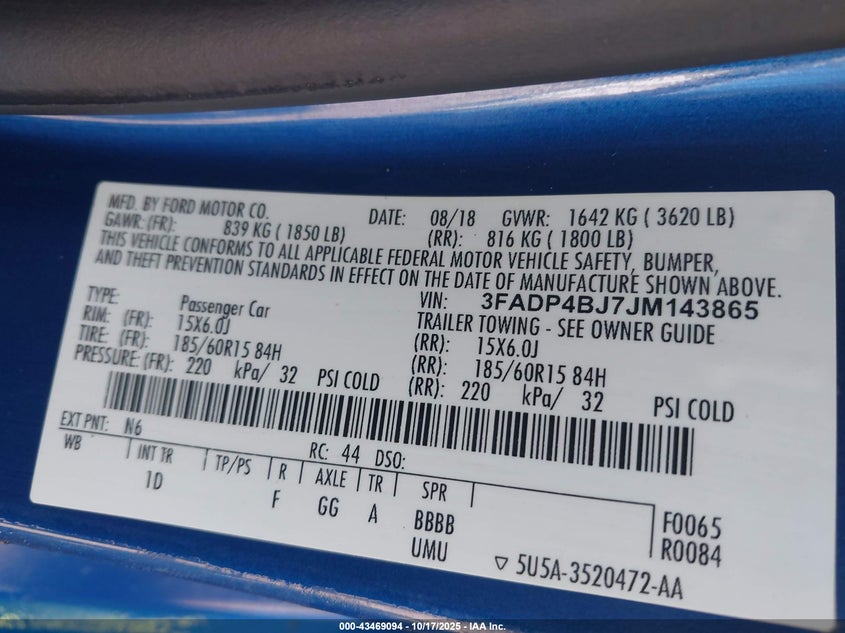 MFD. BY FORD MOTOR CO. DATE: 08/18 GVWR: 1642 KG ( 3620 LB)
GAWR: (FR): 839 KG ( 1850 LB) (RR): 816 KG ( 1800 LB)
THIS VEHICLE CONFORMS TO ALL APPLICABLE FEDERAL MOTOR VEHICLE SAFETY, BUMPER,
AND THEFT PREVENTION STANDARDS IN EFFECT ON THE DATE OF MANUFACTURE SHOWN ABOVE.
TYPE: Passenger Car VIN: 3FADP4BJ7JM143865
TRAILER TOWING - SEE OWNER GUIDE
RIM: (FR): 15X6.0J (RR): 15X6.0J
TIRE: (FR): 185/60R15 84H (RR): 185/60R15 84H
PRESSURE: (FR): 220 kPa/ 32 PSI COLD (RR): 220 kPa/ 32 PSI COLD
EXT PNT: N6 RC: 44 DSO:
WB INT TR TP/PS R AXLE TR SPR
1D F GG A BBBB F0065
UMU R0084
▽ 5U5A-3520472-AA
000-43469094 - 10/17/2025 - IAA Inc.